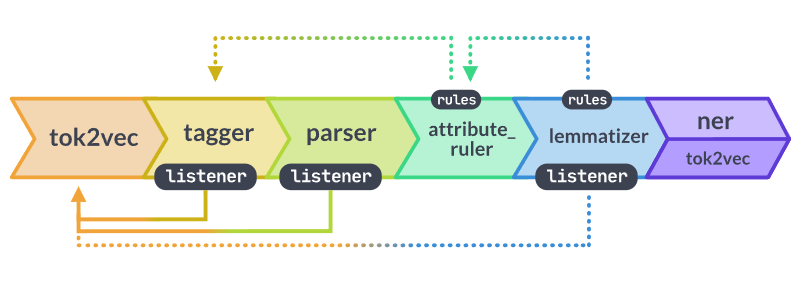 rules
rules
tok2vec
tagger
parser
attribute_
ruler
lemmatizer
ner
tok2vec
listener
listener
listener